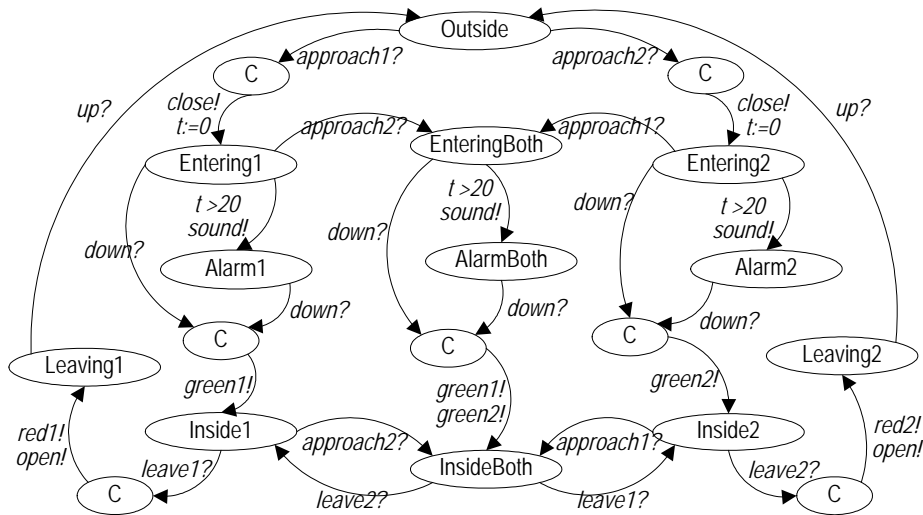 Outside
approach1?
approach2?
C
C
up?
close!
t:=0
close!
t:=0
up?
approach2?
EnteringBoth
approach1?
Entering1
Entering2
t >20
sound!
t >20
sound!
t >20
sound!
down?
down?
down?
Alarm1
AlarmBoth
Alarm2
down?
down?
down?
C
C
C
Leaving1
Leaving2
green1!
green1!
green2!
green2!
red1!
open!
Inside1
approach2?
InsideBoth
approach1?
Inside2
red2!
open!
leave1?
leave2?
leave1?
leave2?
C
C